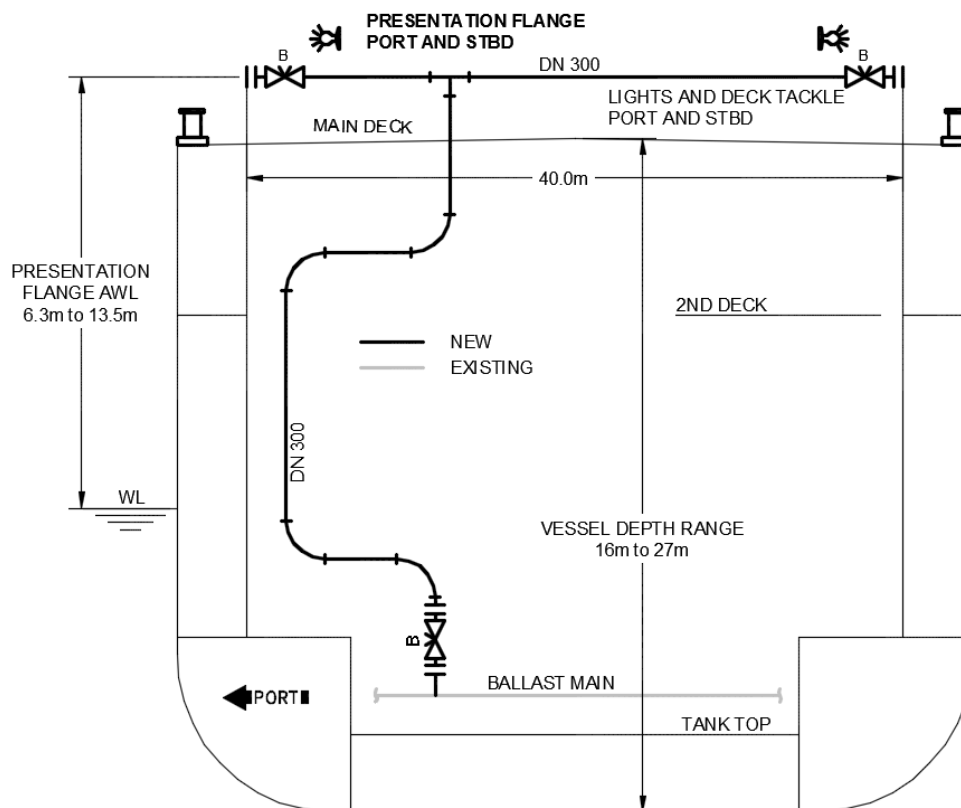 PRESENTATION FLANGE
PORT AND STBD
B
B
DN 300
LIGHTS AND DECK TACKLE
PORT AND STBD
MAIN DECK
40.0m
PRESENTATION
FLANGE AWL
6.3m to 13.5m
2ND DECK
NEW
EXISTING
DN 300
WL
VESSEL DEPTH RANGE
16m to 27m
B
BALLAST MAIN
PORT
TANK TOP